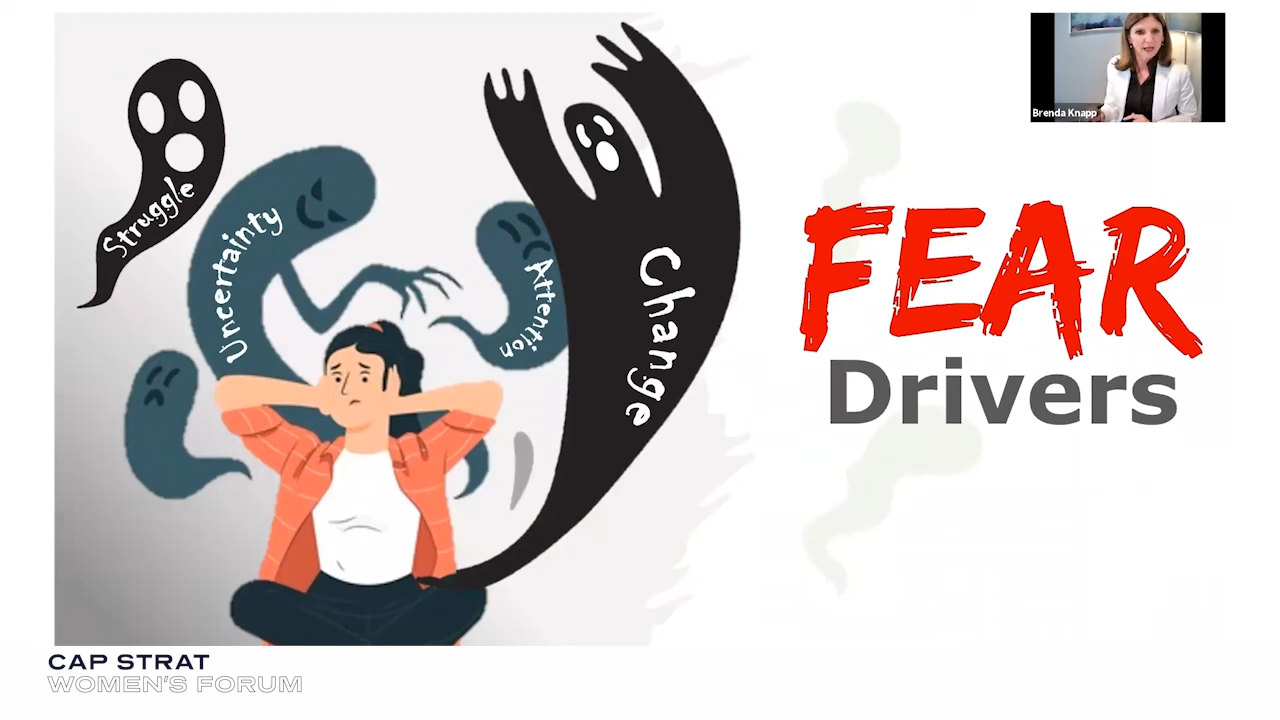 Brenda Knapp
Struggle
Uncertainty
Attention
Change
FEAR
Drivers
CAP STRAT
WOMEN'S FORUM